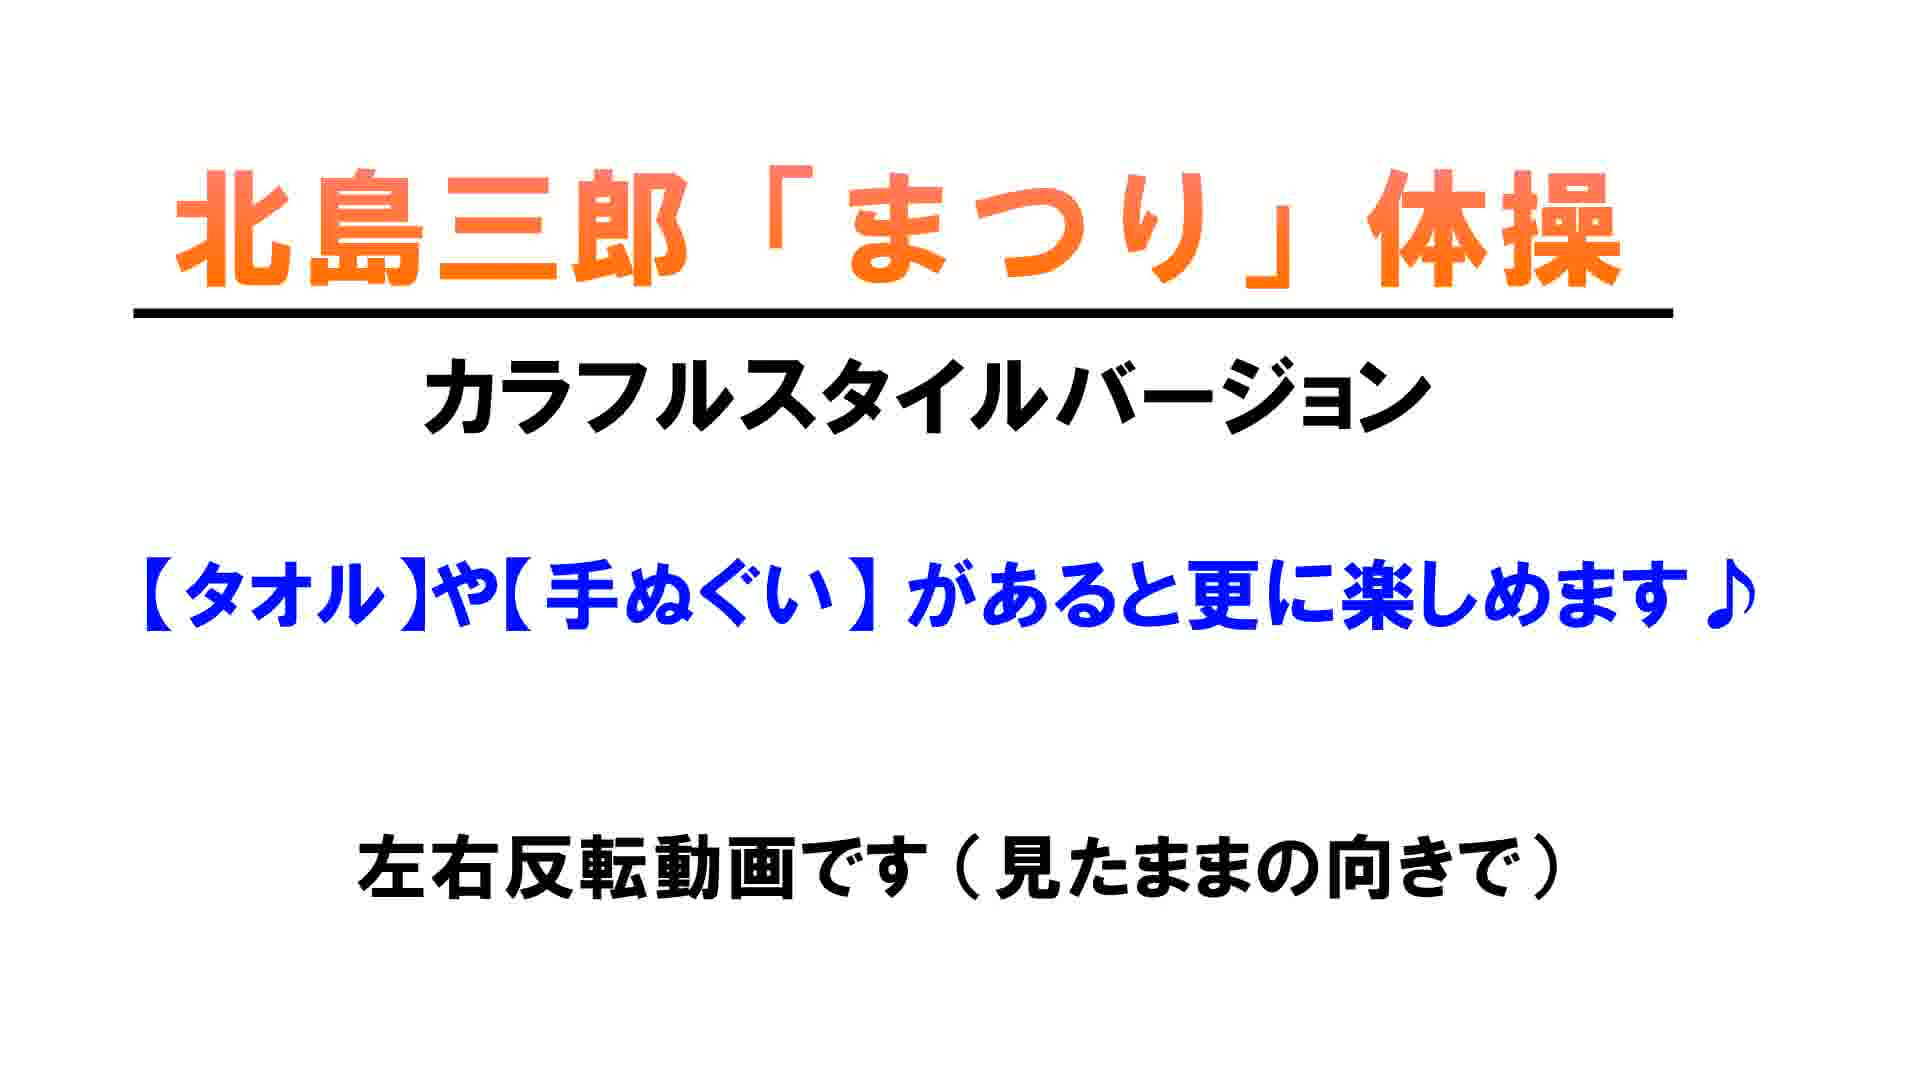 北島三郎「まつり」体操
カラフルスタイルバージョン
【タオル】や【手ぬぐい】があると更に楽しめます♪
左右反転動画です（見たままの向きで）